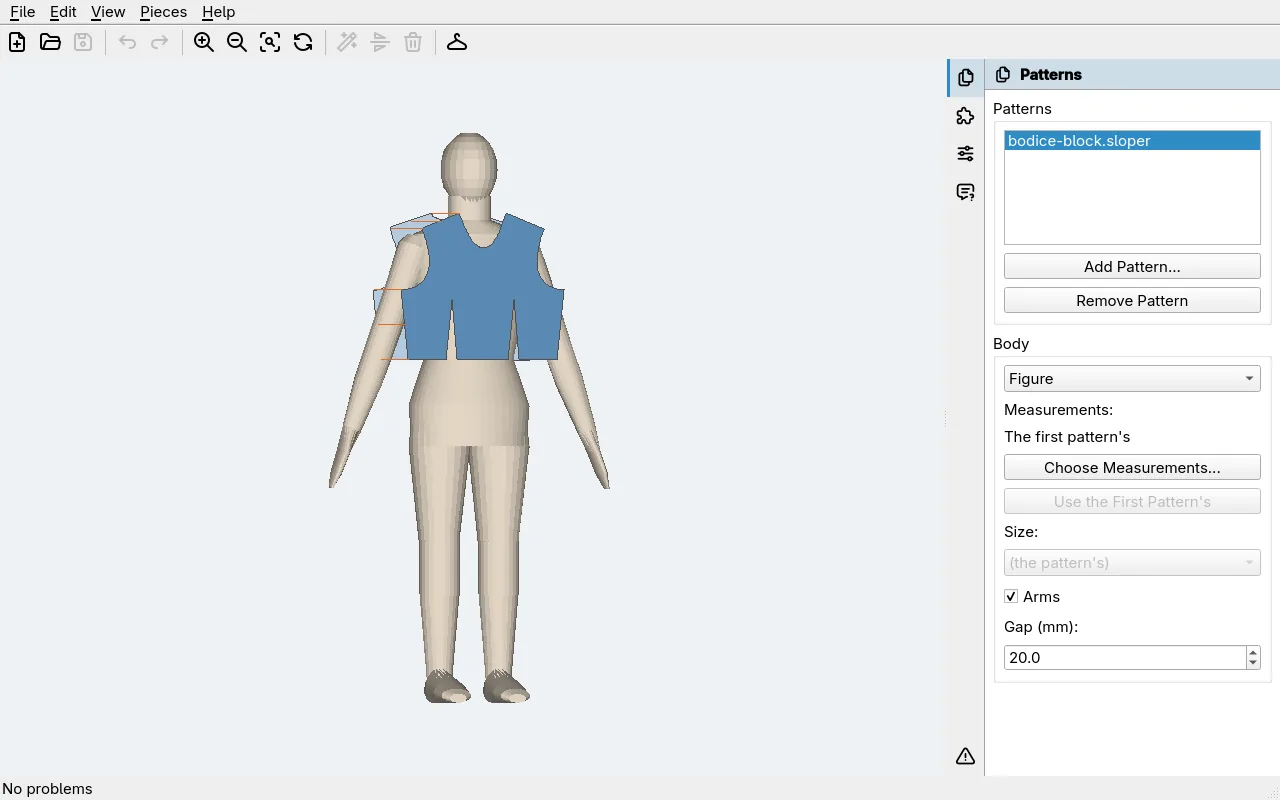 File Edit View Pieces Help
Patterns
Patterns
bodice-block.sloper
Add Pattern...
Remove Pattern
Body
Figure
Measurements:
The first pattern's
Choose Measurements...
Use the First Pattern's
Size:
(the pattern's)
Arms
Gap (mm):
20.0
No problems